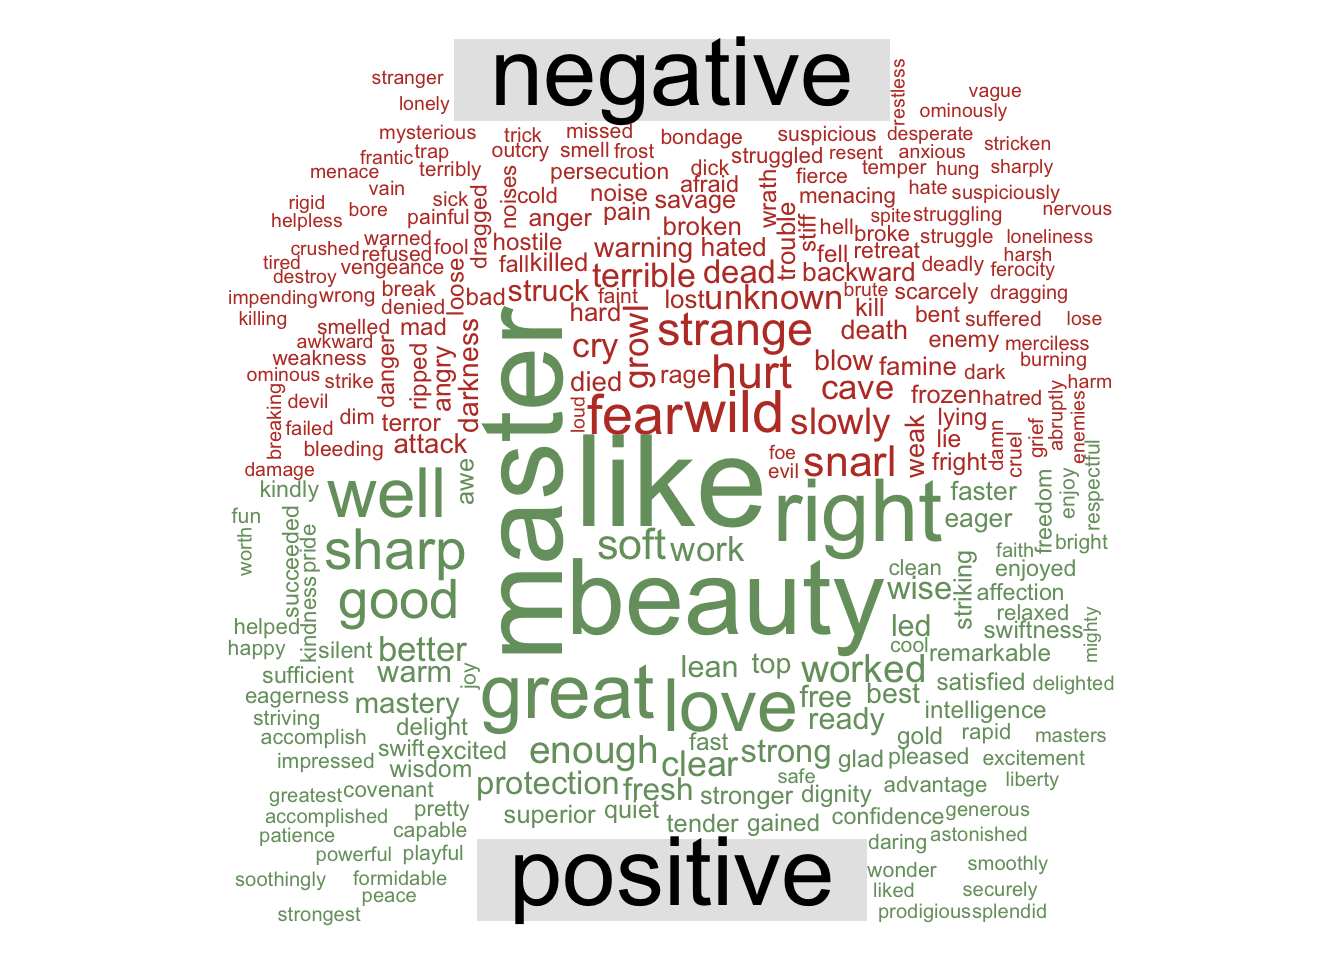 negative
stranger
lonely
restless
vague
ominously
mysterious
trick
missed
bondage
suspicious
desperate
stricken
frantic
trap
outcry
smell
frost
struggled
resent
anxious
menace
terribly
persecution
dick
fierce
temper
hung
sharply
vain
sick
noises
cold
noise
afraid
savage
wrath
menacing
hate
suspiciously
rigid
bore
helpless
painful
dragged
anger
pain
broken
trouble
stiff
hell
spite
struggling
nervous
crushed
warned
refused
fool
hostile
warning
hated
fell
broke
retreat
struggle
loneliness
harsh
tired
destroy
vengeance
loose
fall
killed
terrible
dead
backward
deadly
ferocity
impending
wrong
break
denied
bad
struck
faint
lost
unknown
brute
scarcely
dragging
killing
smelled
mad
hard
growl
strange
kill
bent
suffered
lose
awkward
danger
ripped
angry
darkness
cry
death
enemy
merciless
weakness
ominous
strike
died
rage
hurt
blow
famine
dark
burning
devil
dim
cave
frozen
hatred
harm
breaking
failed
terror
loud
fear
wild
slowly
weak
lying
abruptly
enemies
bleeding
attack
foe
evil
snarl
lie
fright
damn
cruel
grief
damage
master
like
kindly
well
awe
right
faster
freedom
enjoy
respectful
fun
worth
succeeded
pride
sharp
soft
work
eager
bright
faith
clean
enjoyed
kindness
good
beauty
wise
striking
affection
relaxed
helped
led
swiftness
mighty
happy
silent
better
cool
remarkable
sufficient
warm
joy
lean
top
worked
satisfied
delighted
eagerness
mastery
great
love
free
best
intelligence
striving
delight
ready
accomplish
gold
rapid
masters
swift
excited
enough
fast
strong
impressed
wisdom
clear
glad
pleased
excitement
safe
liberty
greatest
covenant
protection
fresh
stronger
dignity
advantage
accomplished
pretty
superior
quiet
tender
gained
confidence
generous
patience
capable
daring
astonished
powerful
playful
positive
wonder
smoothly
soothingly
formidable
peace
liked
securely
strongest
prodigious
splendid